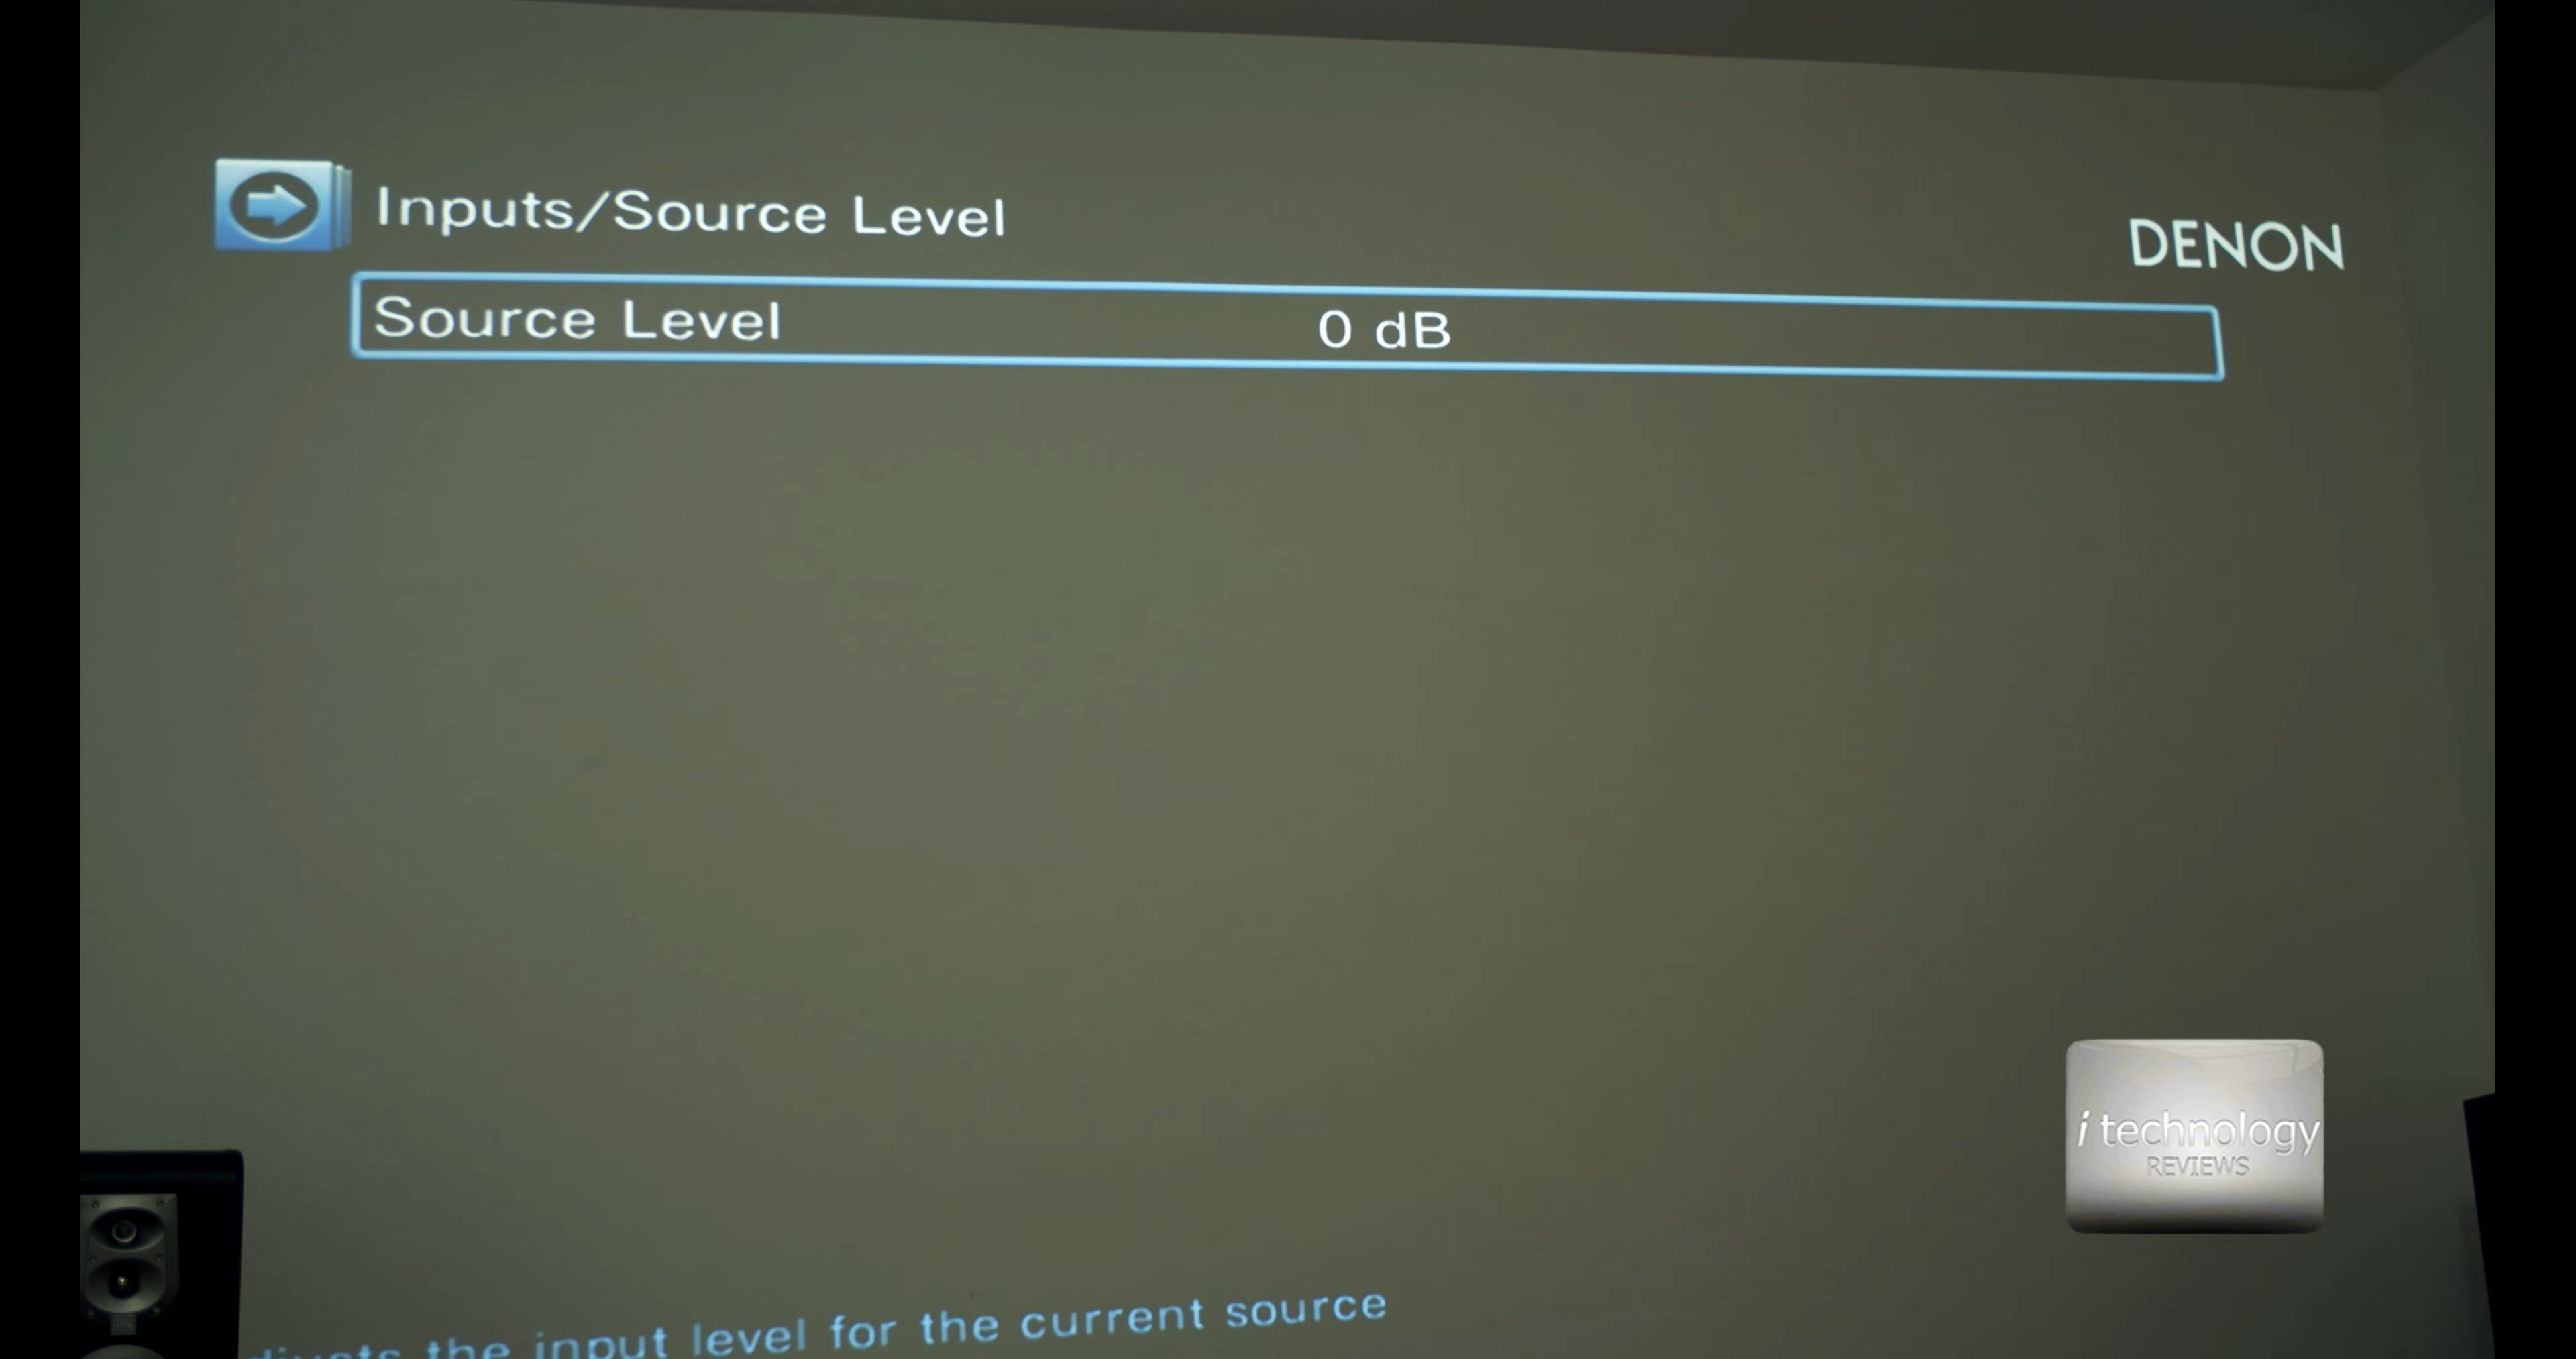 Inputs/Source Level
DENON
Source Level 0 dB
i technology
REVIEWS
the input level for the current source